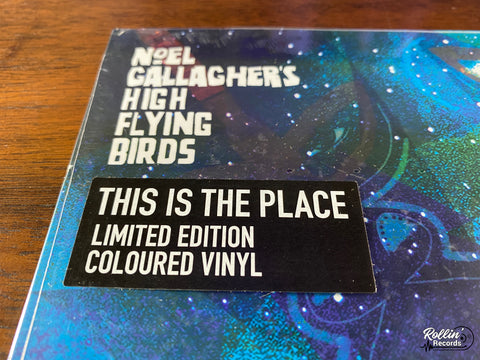 NOEL
GALLAGHER'S
HIGH
FLYING
BIRDS
THIS IS THE PLACE
LIMITED EDITION
COLOURED VINYL
Rollin'
Records